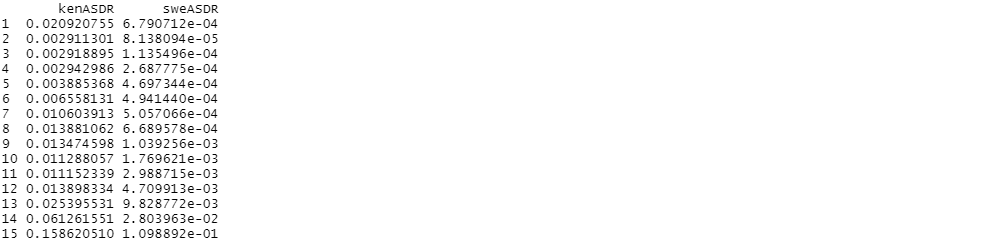 kenASDR sweASDR
1 0.020920755 6.790712e-04
2 0.002911301 8.138094e-05
3 0.002918895 1.135496e-04
4 0.002942986 2.687775e-04
5 0.003885368 4.697344e-04
6 0.006558131 4.941440e-04
7 0.010603913 5.057066e-04
8 0.013881062 6.689578e-04
9 0.013474598 1.039256e-03
10 0.011288057 1.769621e-03
11 0.011152339 2.988715e-03
12 0.013898334 4.709913e-03
13 0.025395531 9.828772e-03
14 0.061261551 2.803963e-02
15 0.158620510 1.098892e-01